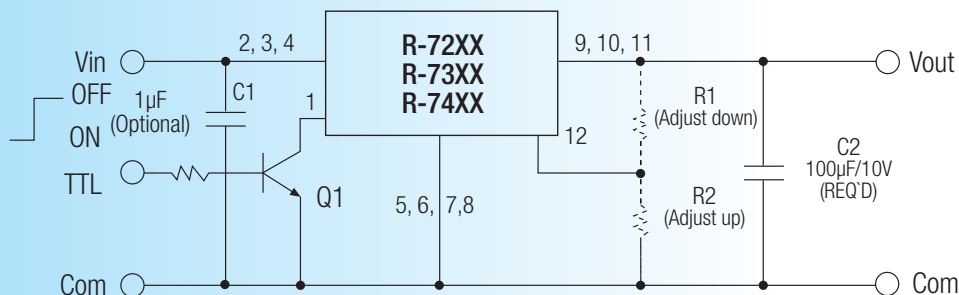 Vin
OFF
ON
TTL
Com
2, 3, 4
1µF
(Optional)
C1
1
Q1
R-72XX
R-73XX
R-74XX
5, 6, 7,8
12
9, 10, 11
R1
(Adjust down)
R2
(Adjust up)
C2
100µF/10V
(REQ`D)
Vout
Com